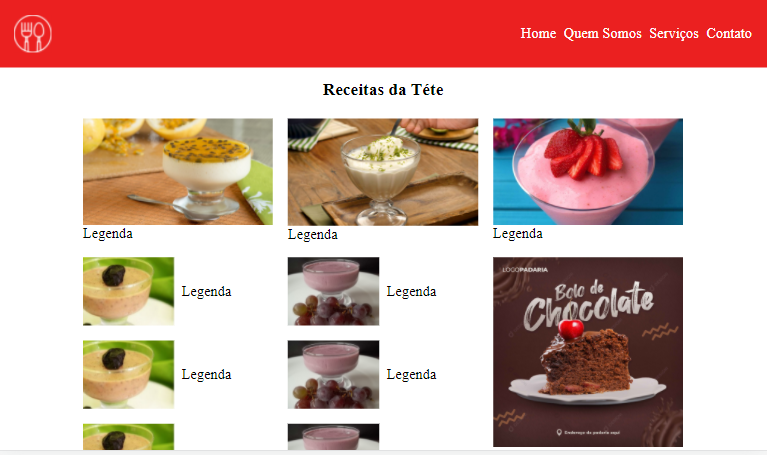 Home Quem Somos Serviços Contato
Receitas da Téte
Legenda
Legenda
Legenda
Legenda
Legenda
LOGOPADARIA
Bolo de
Chocolate
Endereço da padaria aqui
Legenda
Legenda